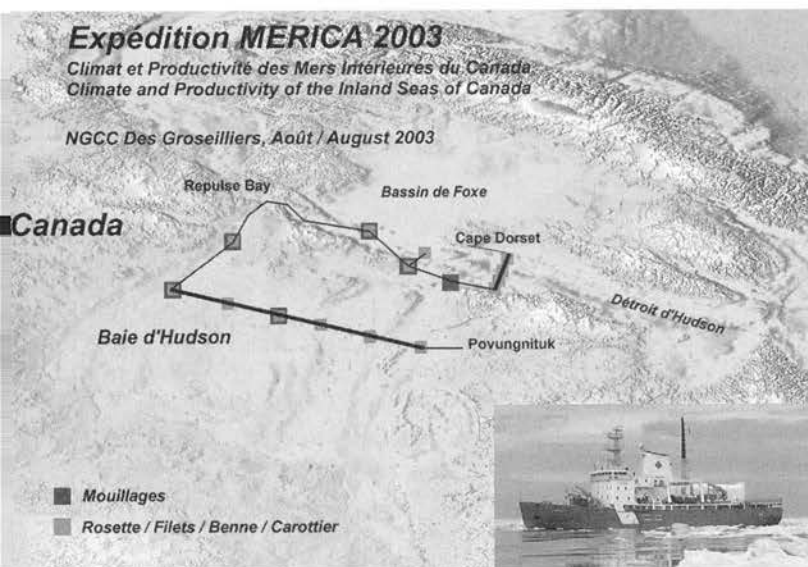 Expédition MERICA 2003
Climat et Productivité des Mers Intérieures du Canada
Climate and Productivity of the Inland Seas of Canada
NGCC Des Groseilliers, Août / August 2003
Repulse Bay
Bassin de Foxe
Canada
Cape Dorset
Détroit d'Hudson
Baie d'Hudson
Povungnituk
Mouillages
Rosette / Filets / Benne / Carottier